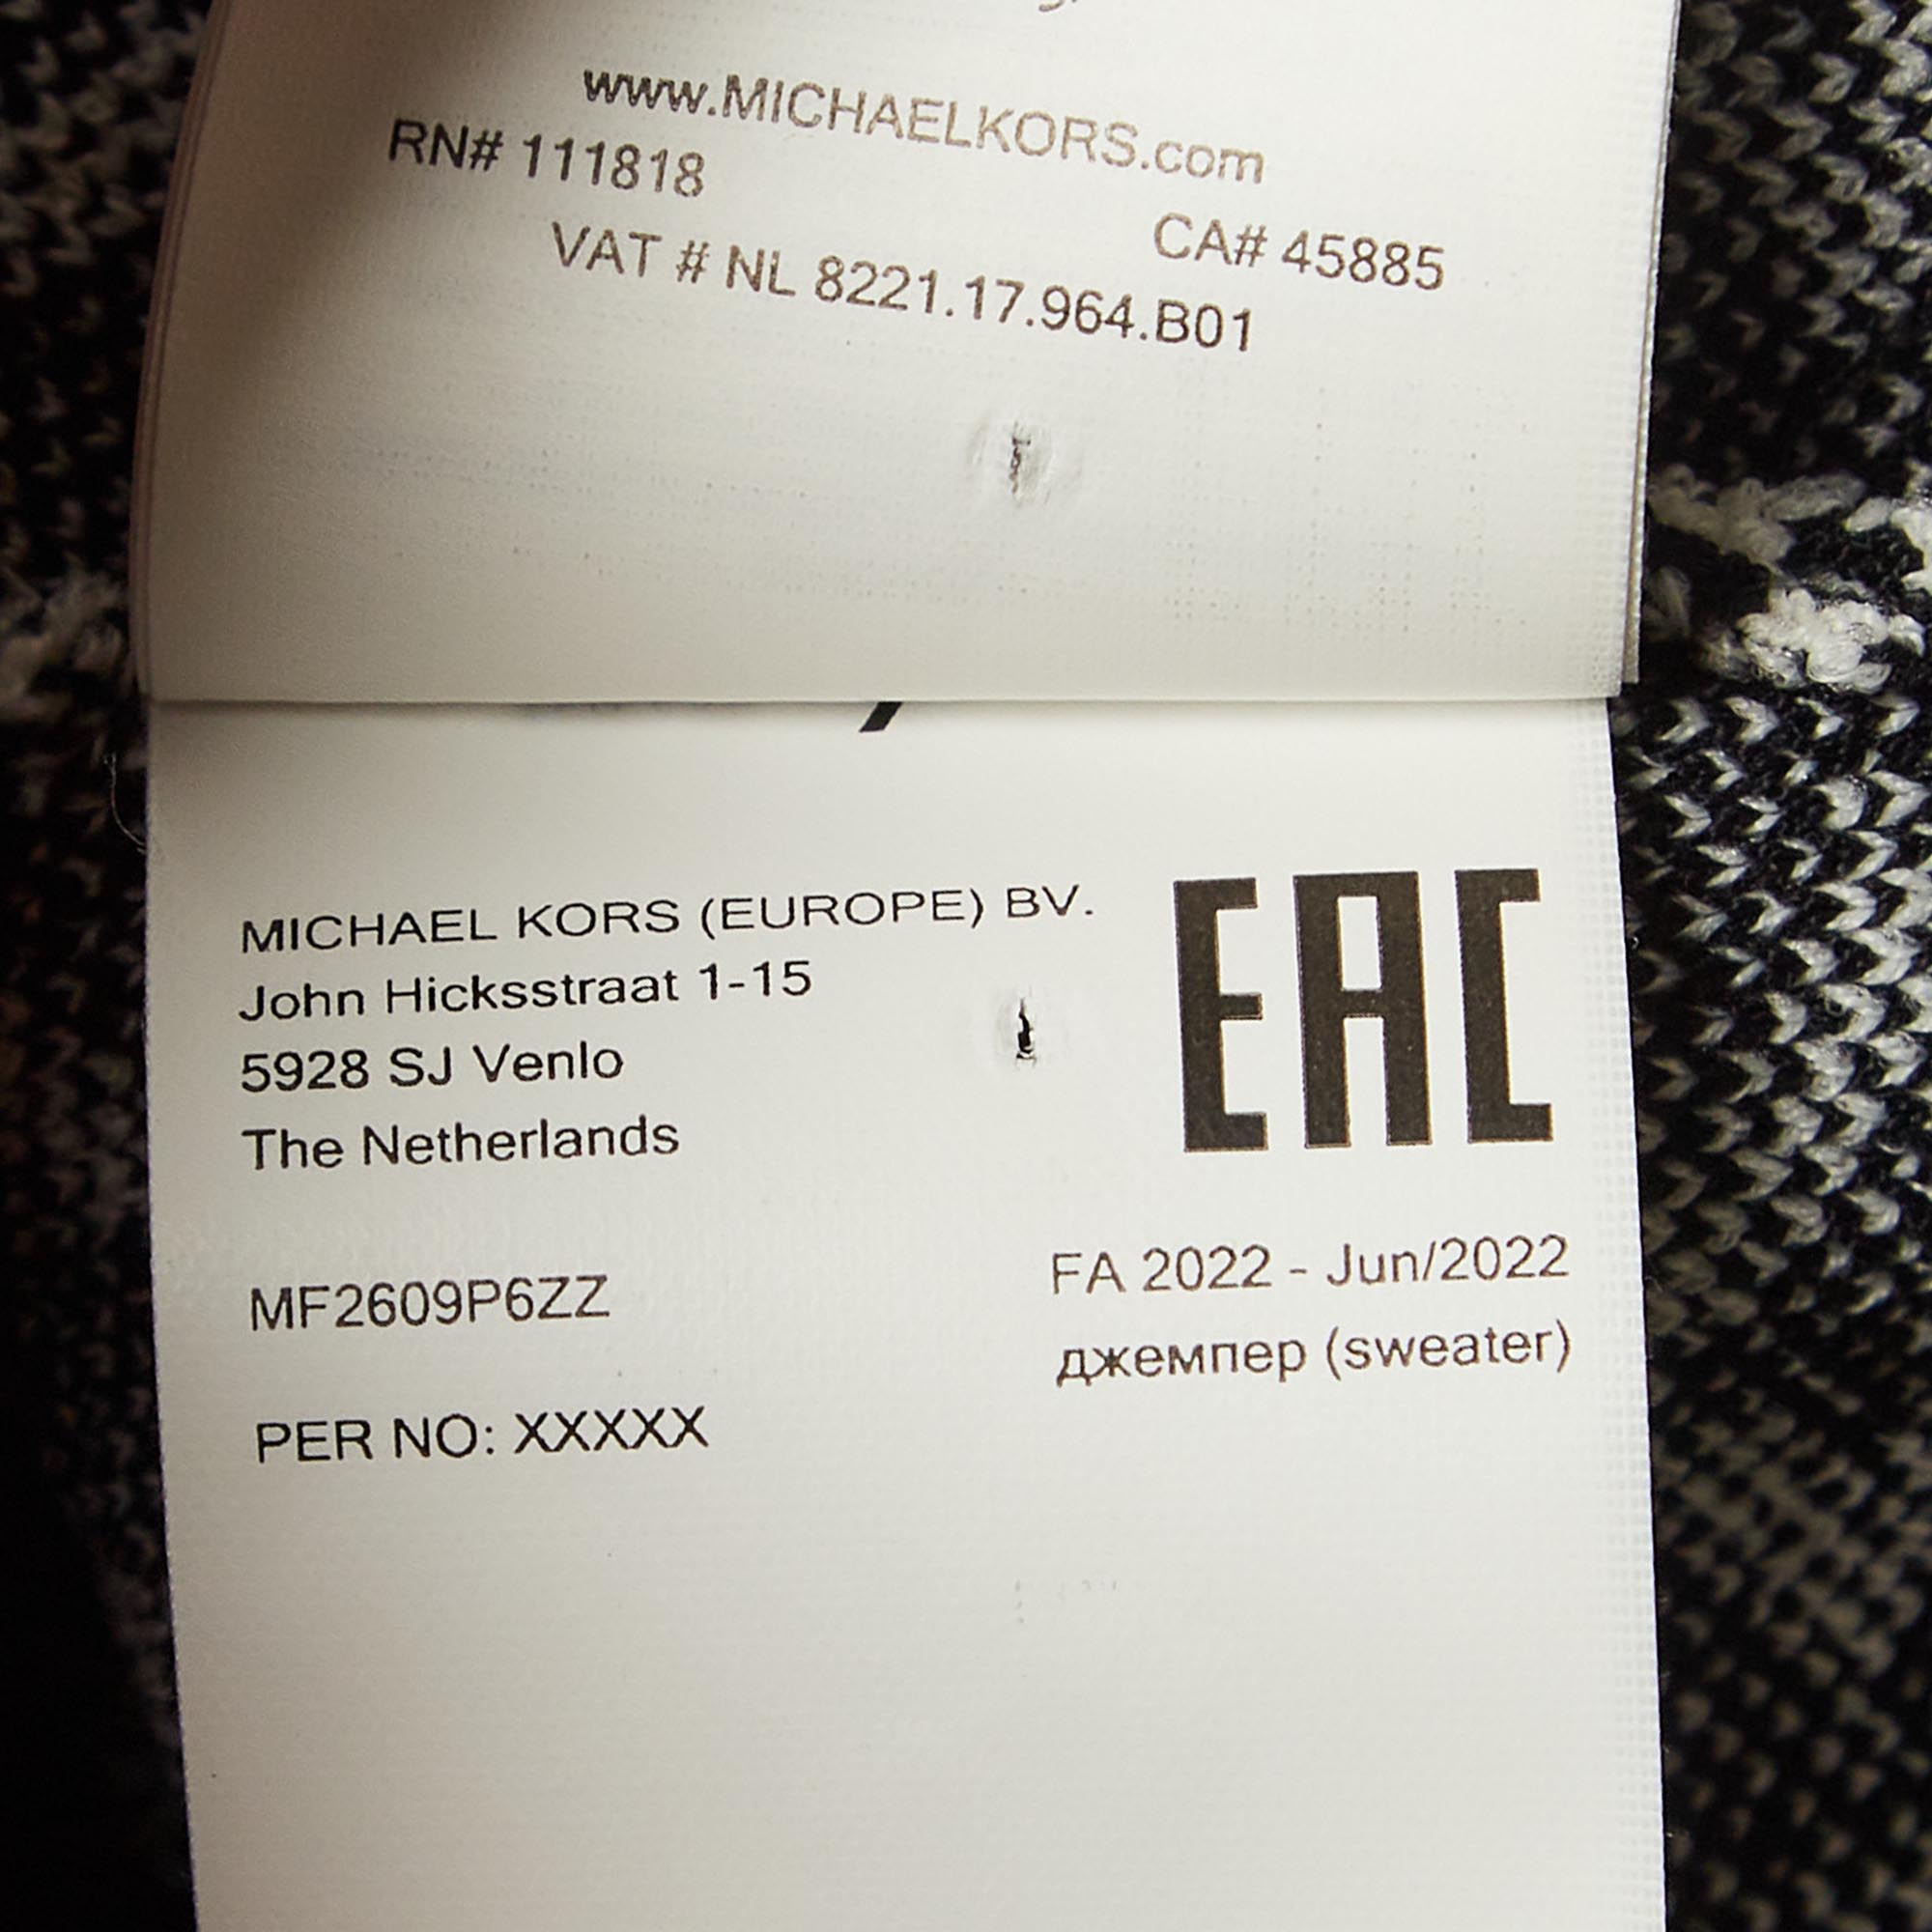 www.MICHAELKORS.com
RN# 111818
CA# 45885
VAT # NL 8221.17.964.B01
MICHAEL KORS (EUROPE) BV.
John Hicksstraat 1-15
5928 SJ Venlo
The Netherlands
EAC
MF2609P6ZZ
FA 2022 - Jun/2022
джемпер (sweater)
PER NO: XXXXX